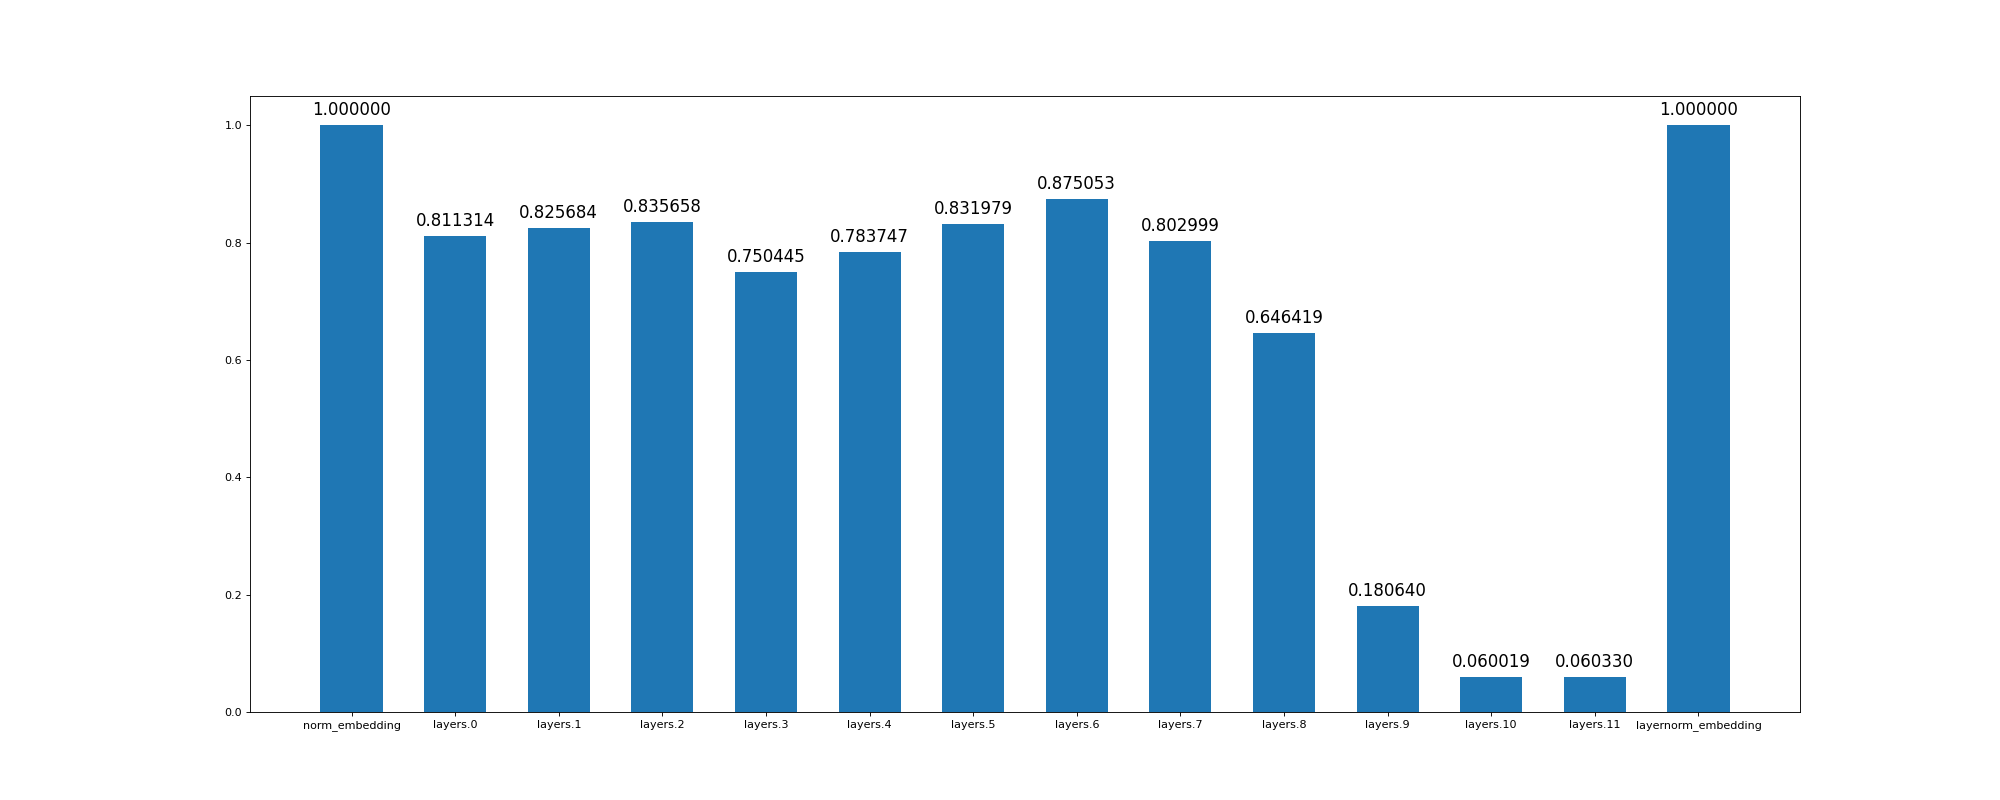 1.000000
1.000000
1.0
0.875053
0.835658
0.831979
0.825684
0.811314
0.802999
0.783747
0.750445
0.8
0.646419
0.6
0.4
0.2
0.180640
0.060019
0.060330
0.0
norm_embedding
layers.0
layers.1
layers.2
layers.3
layers.4
layers.5
layers.6
layers.7
layers.8
layers.9
layers.10
layers.11
layernorm_embedding